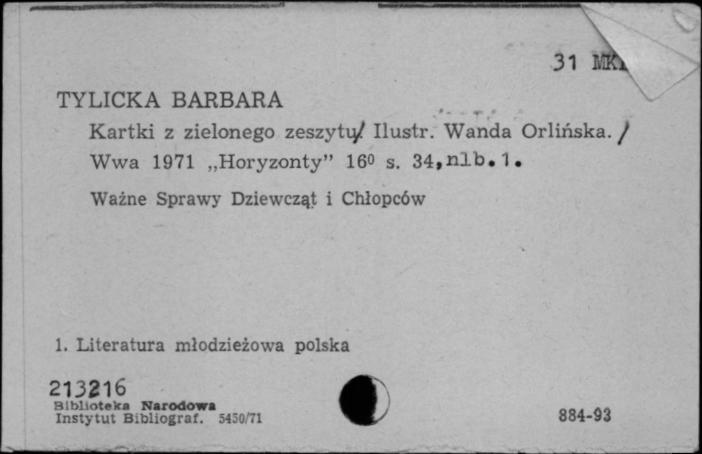 31
TYLICKA BARBARA
Kartki z zielonego zeszytu/ Ilustr. Wanda Orlińska. /
Wwa 1971 „Horyzonty” 16⁰ s. 34, nlb. 1.
Ważne Sprawy Dziewcząt i Chłopców
1. Literatura młodzieżowa polska
213216
Biblioteka Narodowa
Instytut Bibliograf. 5450/71
884-93